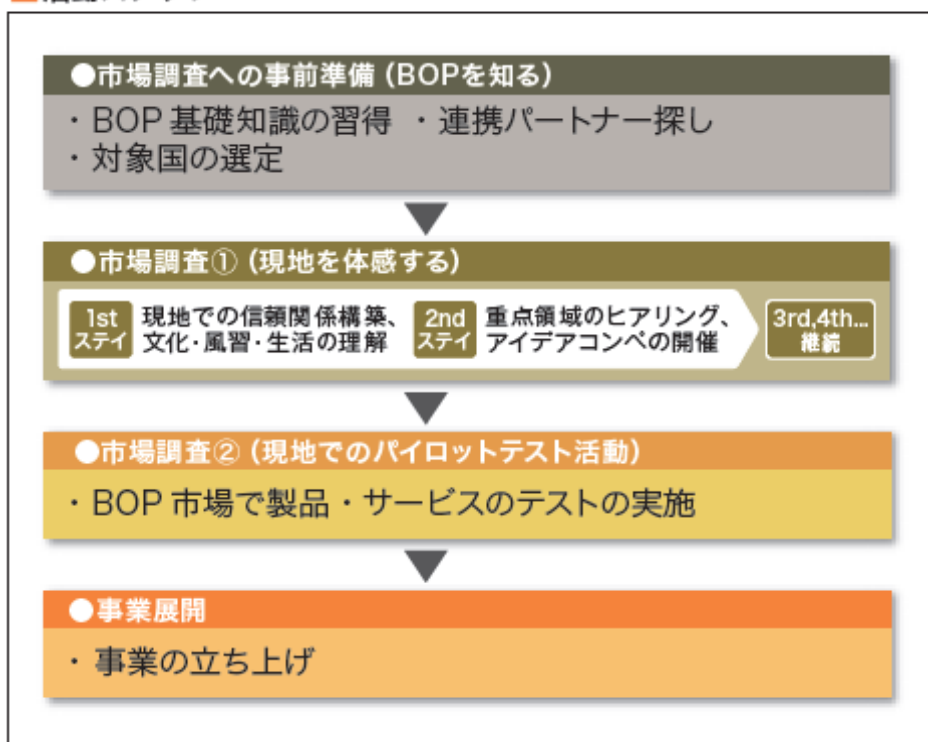 ●市場調査への事前準備（BOPを知る）
・BOP 基礎知識の習得 ・連携パートナー探し
・対象国の選定
●市場調査①（現地を体感する）
1st
ステイ
現地での信頼関係構築、
文化・風習・生活の理解
2nd
ステイ
重点領域のヒアリング、
アイデアコンペの開催
3rd,4th...
継続
●市場調査②（現地でのパイロットテスト活動）
・BOP 市場で製品・サービスのテストの実施
●事業展開
・事業の立ち上げ